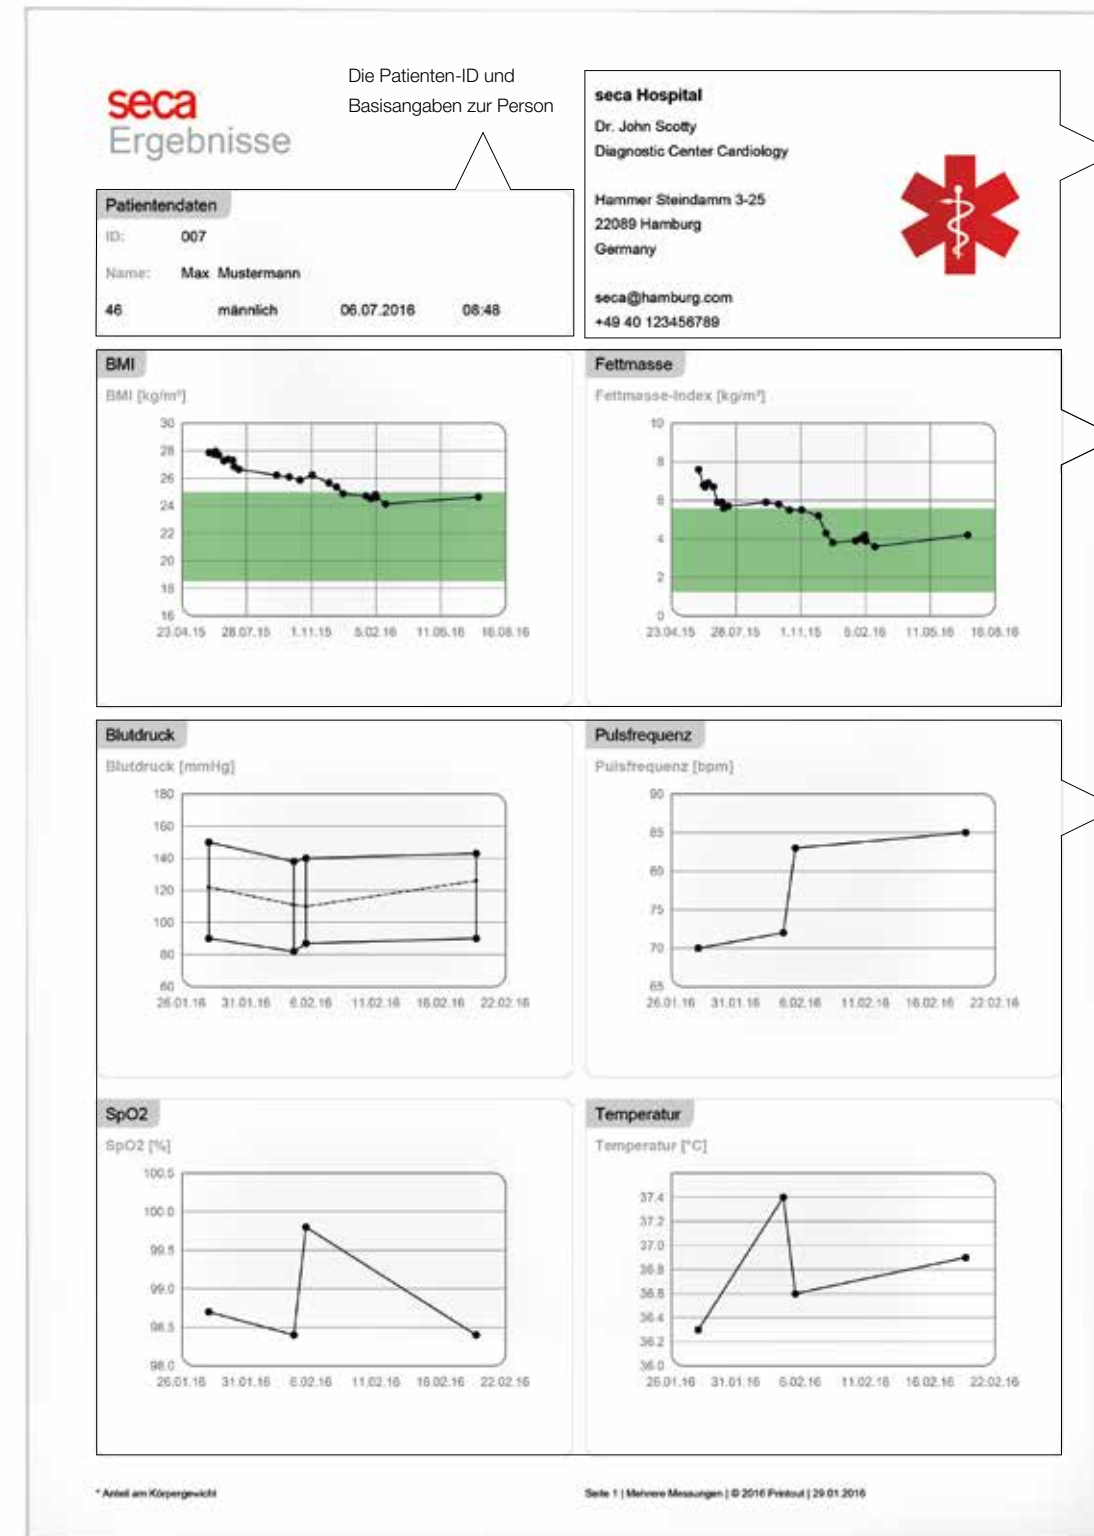 Die Patienten-ID und
Basisangaben zur Person
seca
Ergebnisse
seca Hospital
Dr. John Scotty
Diagnostic Center Cardiology
Hammer Steindamm 3-25
22089 Hamburg
Germany
seca@hamburg.com
+49 40 123456789
Patientendaten
ID: 007
Name: Max Mustermann
46 männlich 06.07.2016 08:48
BMI
BMI [kg/m²]
30
28
26
24
22
20
18
16
23.04.15 28.07.15 1.11.15 5.02.16 11.05.16 16.08.16
Fettmasse
Fettmasse-Index [kg/m²]
10
8
6
4
2
0
23.04.15 28.07.15 1.11.15 5.02.16 11.05.16 16.08.16
Blutdruck
Blutdruck [mmHg]
180
160
140
120
100
80
60
26.01.16 31.01.16 6.02.16 11.02.16 16.02.16 22.02.16
Pulsfrequenz
Pulsfrequenz [bpm]
90
85
80
75
70
65
26.01.16 31.01.16 6.02.16 11.02.16 16.02.16 22.02.16
SpO2
SpO2 [%]
100.5
100.0
99.5
99.0
98.5
98.0
26.01.16 31.01.16 6.02.16 11.02.16 16.02.16 22.02.16
Temperatur
Temperatur [°C]
37.4
37.2
37.0
36.8
36.6
36.4
36.2
36.0
26.01.16 31.01.16 6.02.16 11.02.16 16.02.16 22.02.16
* Anteil am Körpergewicht
Seite 1 | Mehrere Messungen | © 2016 Printout | 29.01.2016